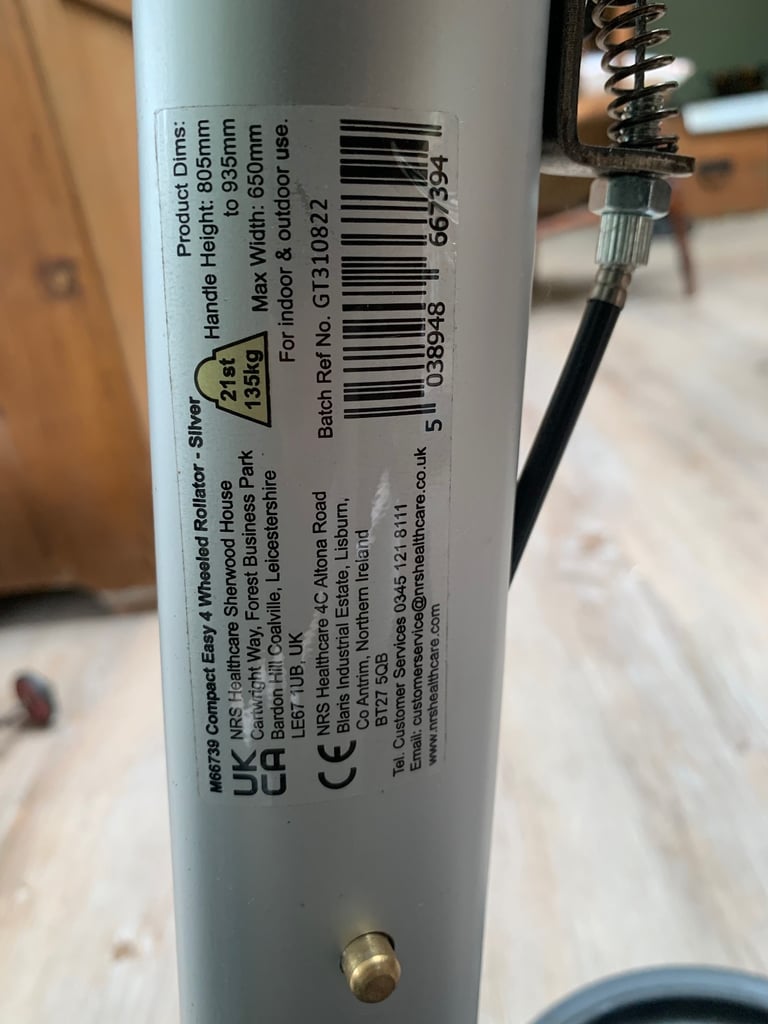 M66739 Compact Easy 4 Wheeled Rollator - Silver
UK
CA
NRS Healthcare Sherwood House
Cartwright Way, Forest Business Park
Bardon Hill Coalville, Leicestershire
LE67 1UB, UK
CE
NRS Healthcare 4C Altona Road
Blaris Industrial Estate, Lisburn,
Co Antrim, Northern Ireland
BT27 5QB
Tel. Customer Services 0345 121 8111
Email: customerservice@nrshealthcare.co.uk
www.nrshealthcare.com
21st
135kg
Product Dims:
Handle Height: 805mm
to 935mm
Max Width: 650mm
For indoor & outdoor use.
Batch Ref No. GT310822
5 038948 667394